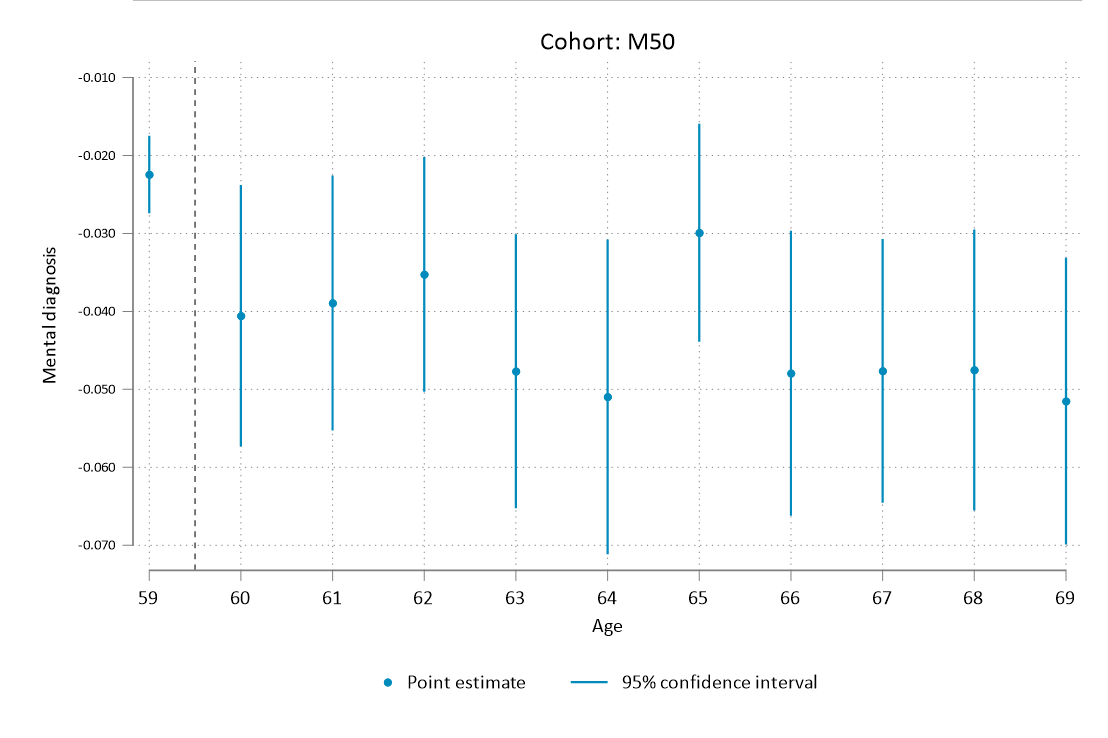 Cohort: M50
-0.010
-0.020
-0.030
-0.040
-0.050
-0.060
-0.070
Mental diagnosis
59 60 61 62 63 64 65 66 67 68 69
Age
Point estimate 95% confidence interval